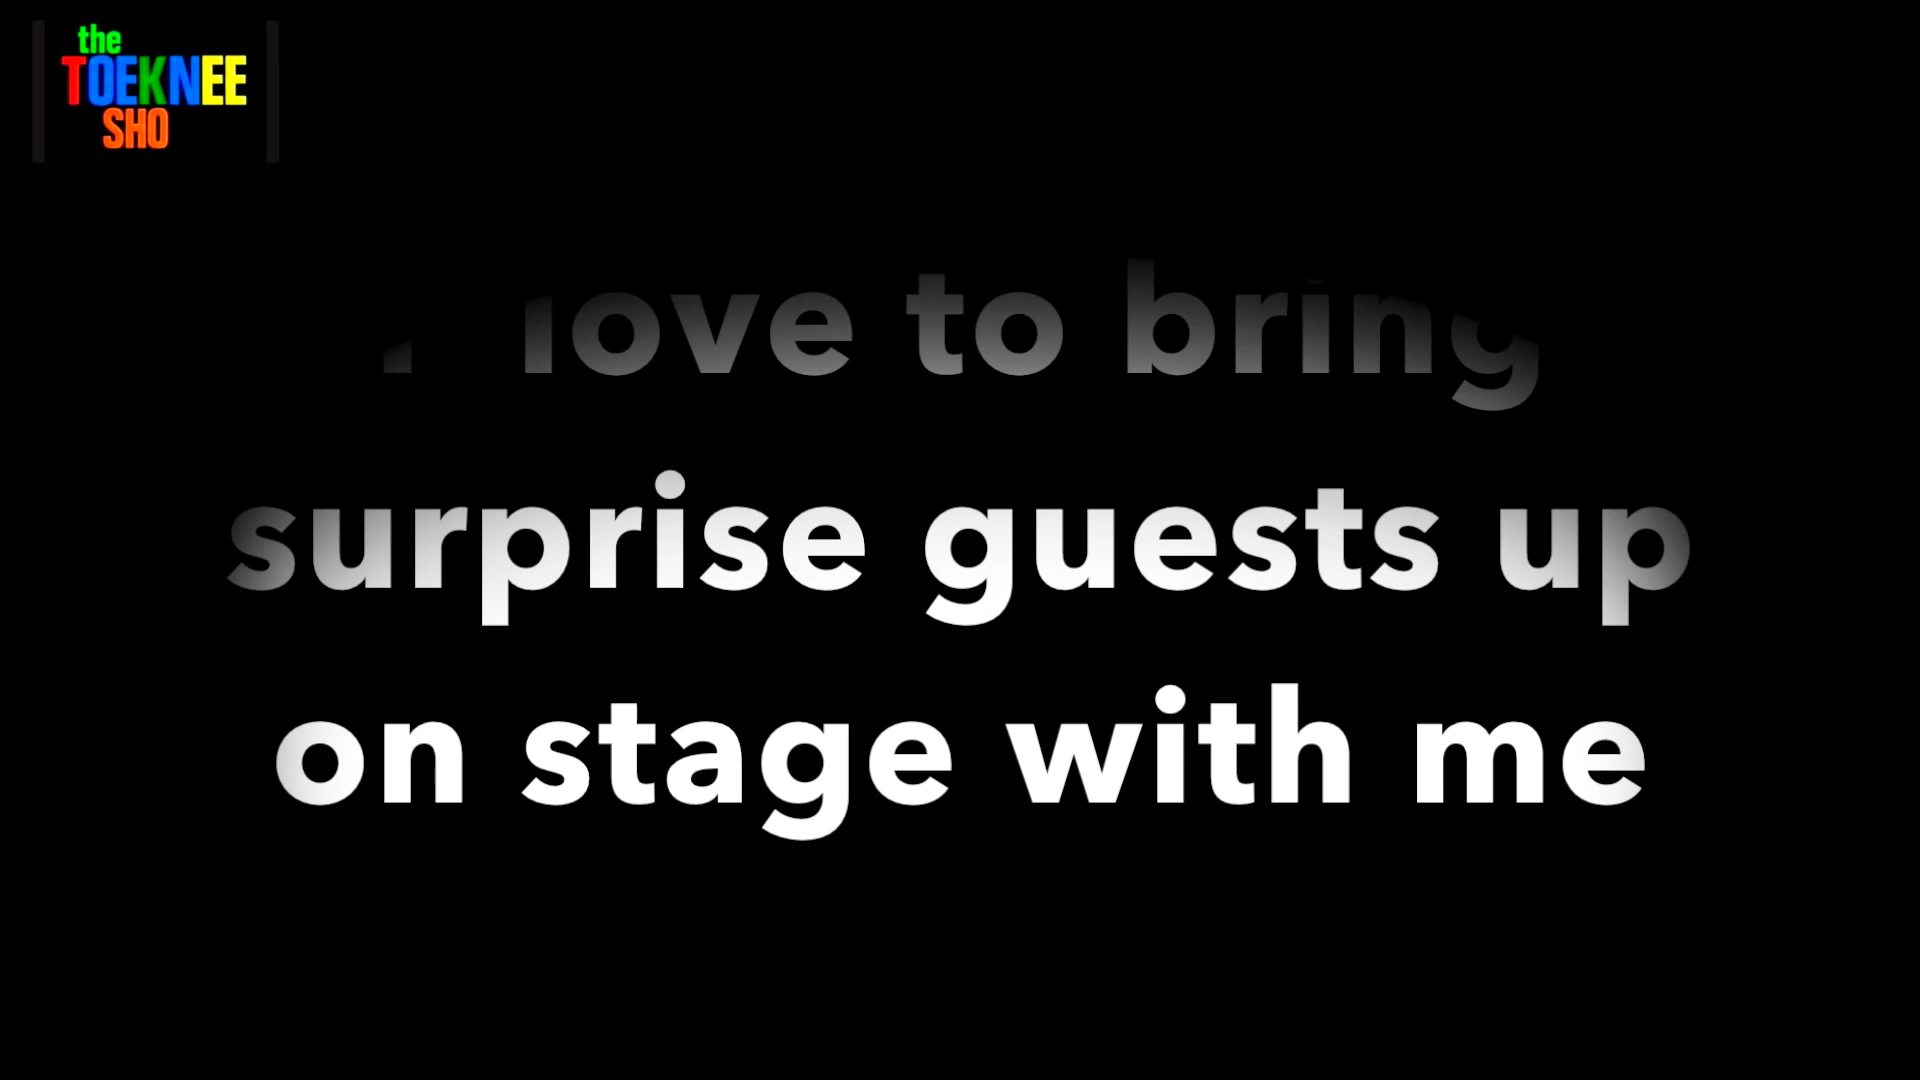 the
TOEKNEE
SHO
I love to bring
surprise guests up
on stage with me